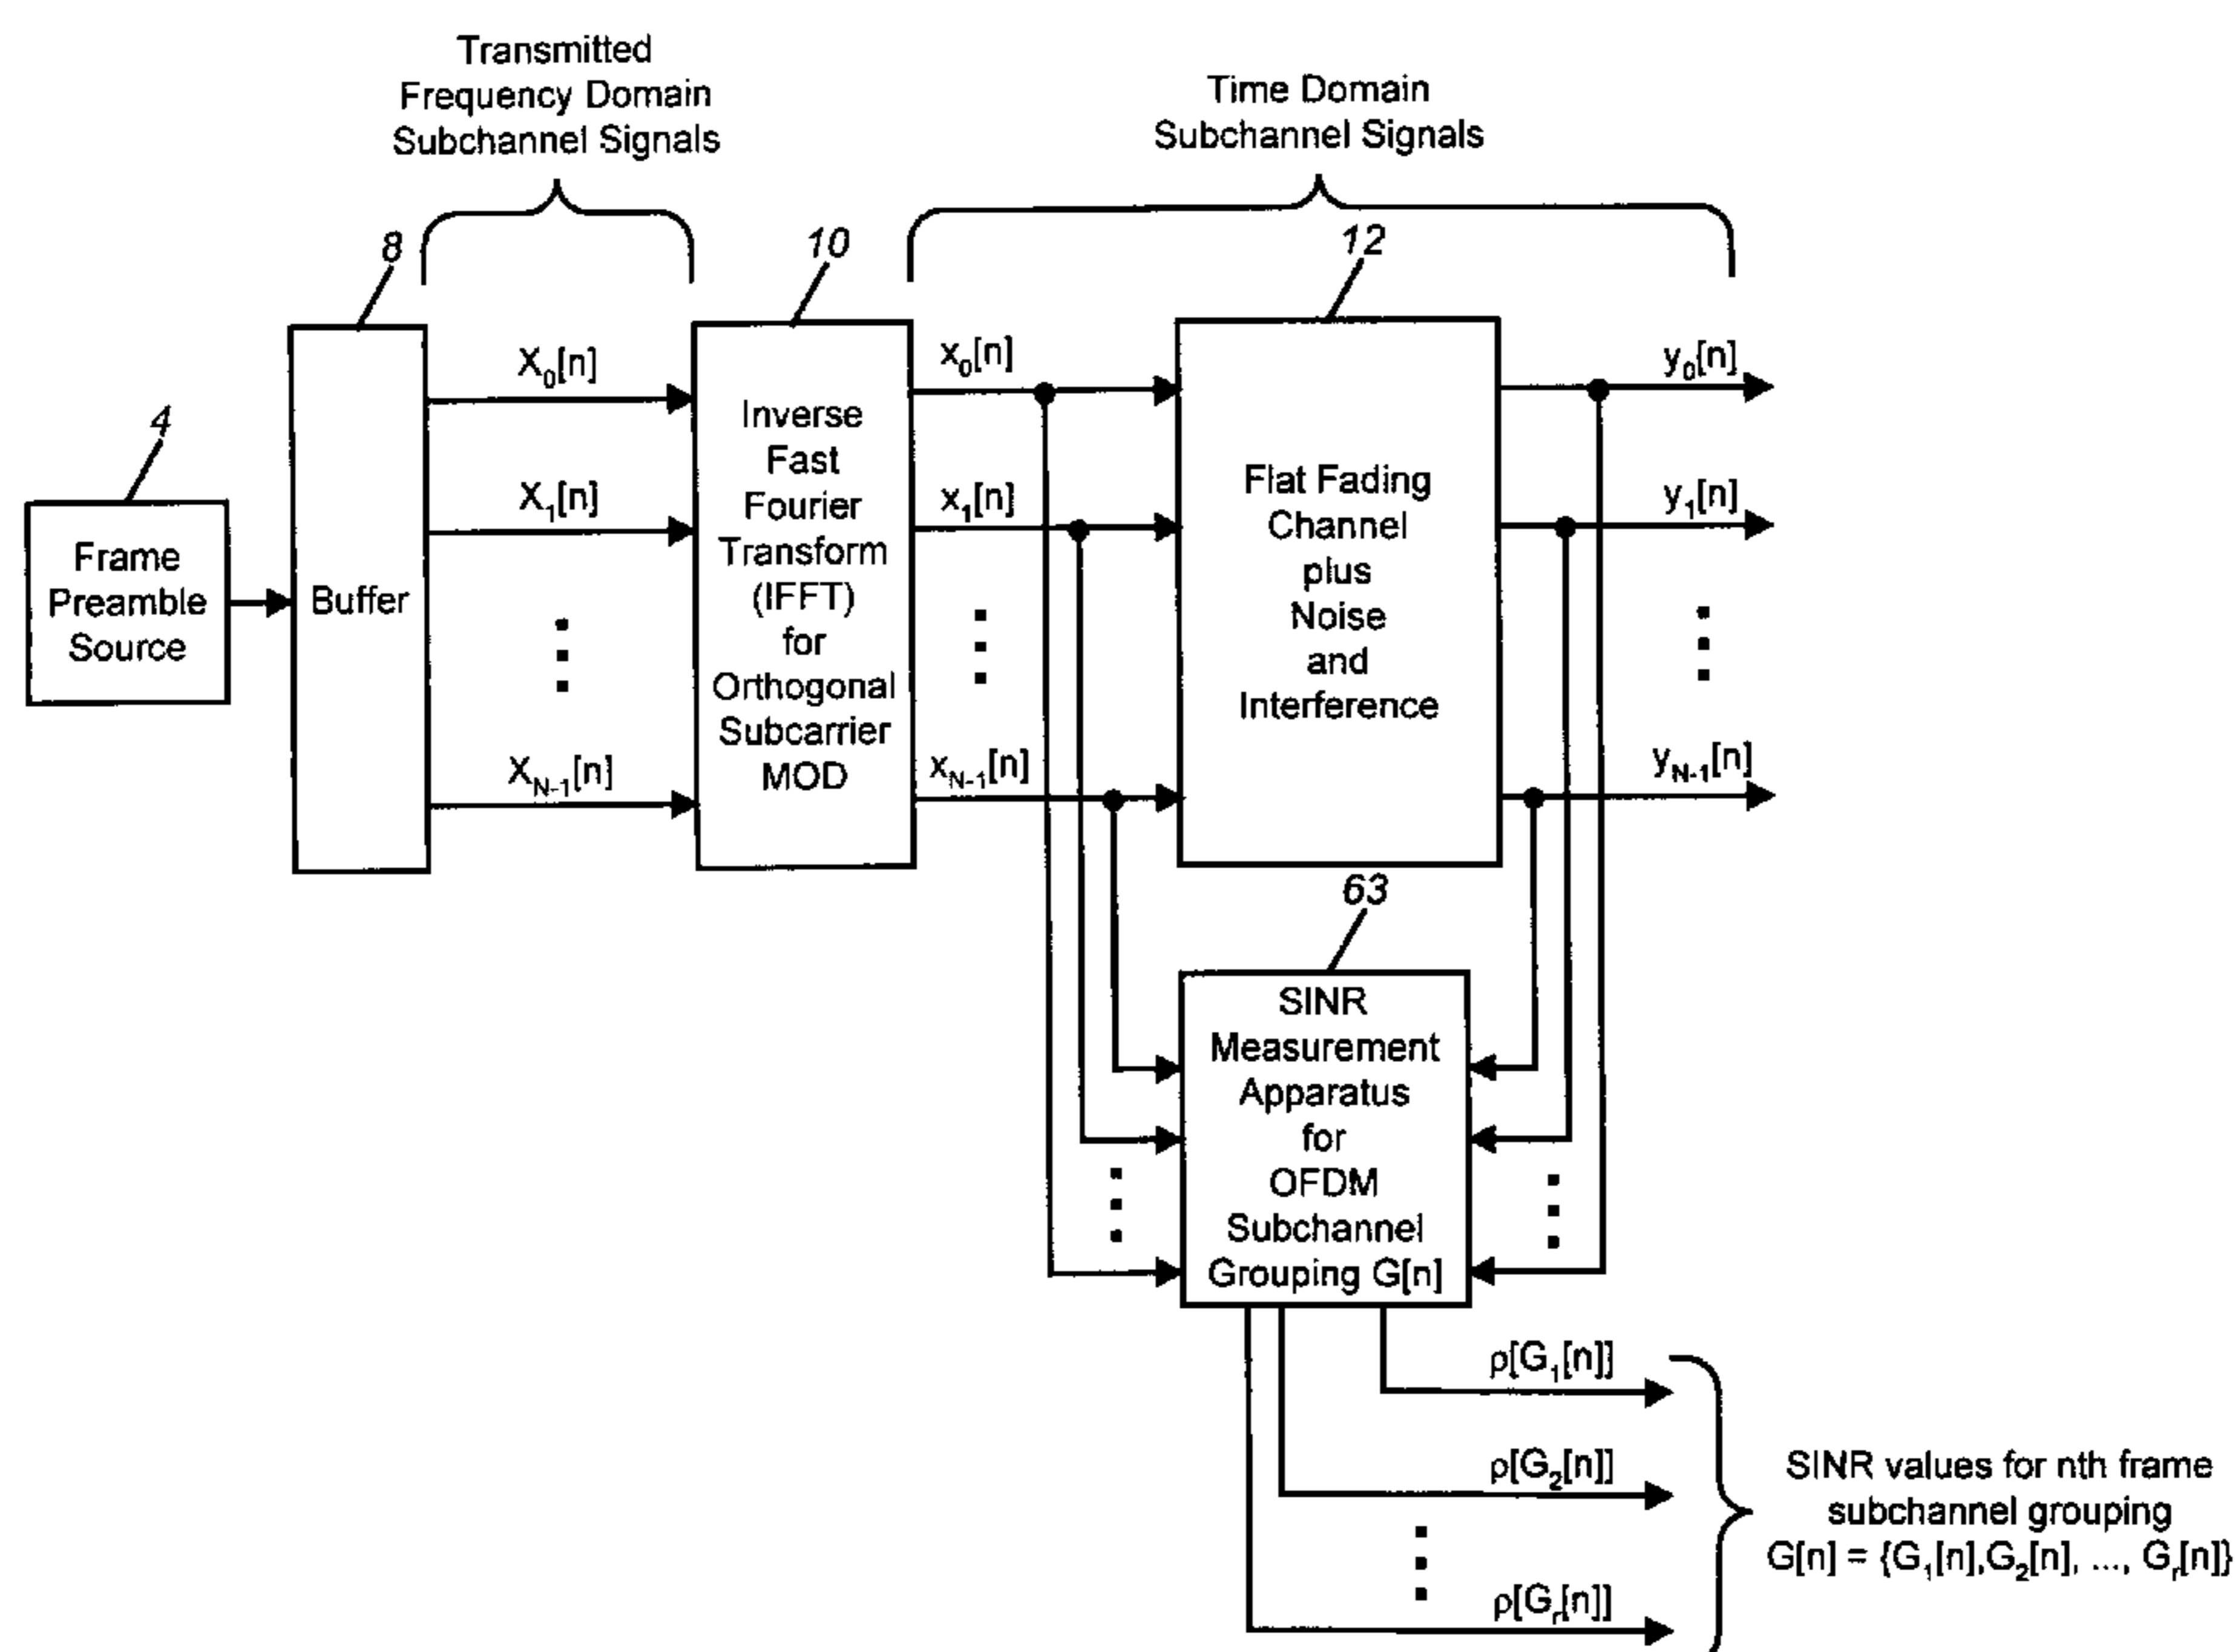 Transmitted
Frequency Domain
Subchannel Signals
Time Domain
Subchannel Signals
8
10
12
4
Frame
Preamble
Source
Buffer
X₀[n]
X₁[n]
X_{N-1}[n]
Inverse
Fast
Fourier
Transform
(IFFT)
for
Orthogonal
Subcarrier
MOD
x₀[n]
x₁[n]
x_{N-1}[n]
Flat Fading
Channel
plus
Noise
and
Interference
y₀[n]
y₁[n]
y_{N-1}[n]
63
SINR
Measurement
Apparatus
for
OFDM
Subchannel
Grouping G[n]
ρ[G₁[n]]
ρ[G₂[n]]
ρ[Gᵣ[n]]
SINR values for nth frame
subchannel grouping
G[n] = {G₁[n],G₂[n], ..., Gᵣ[n]}